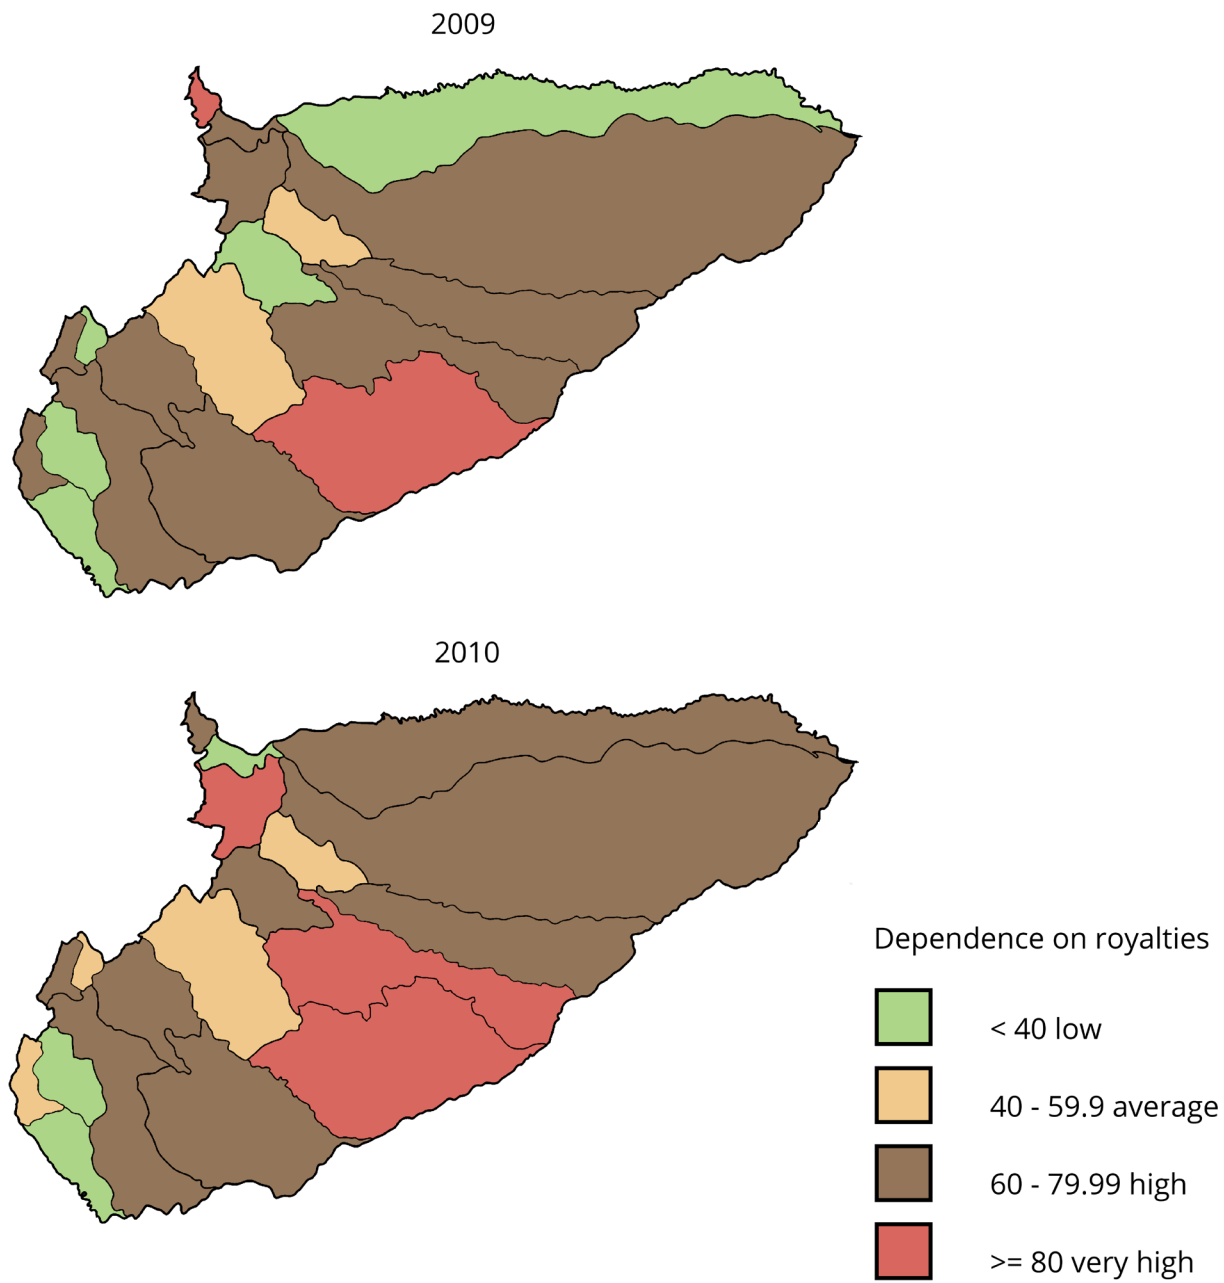 2009
2010
Dependence on royalties
< 40 low
40 - 59.9 average
60 - 79.99 high
>= 80 very high